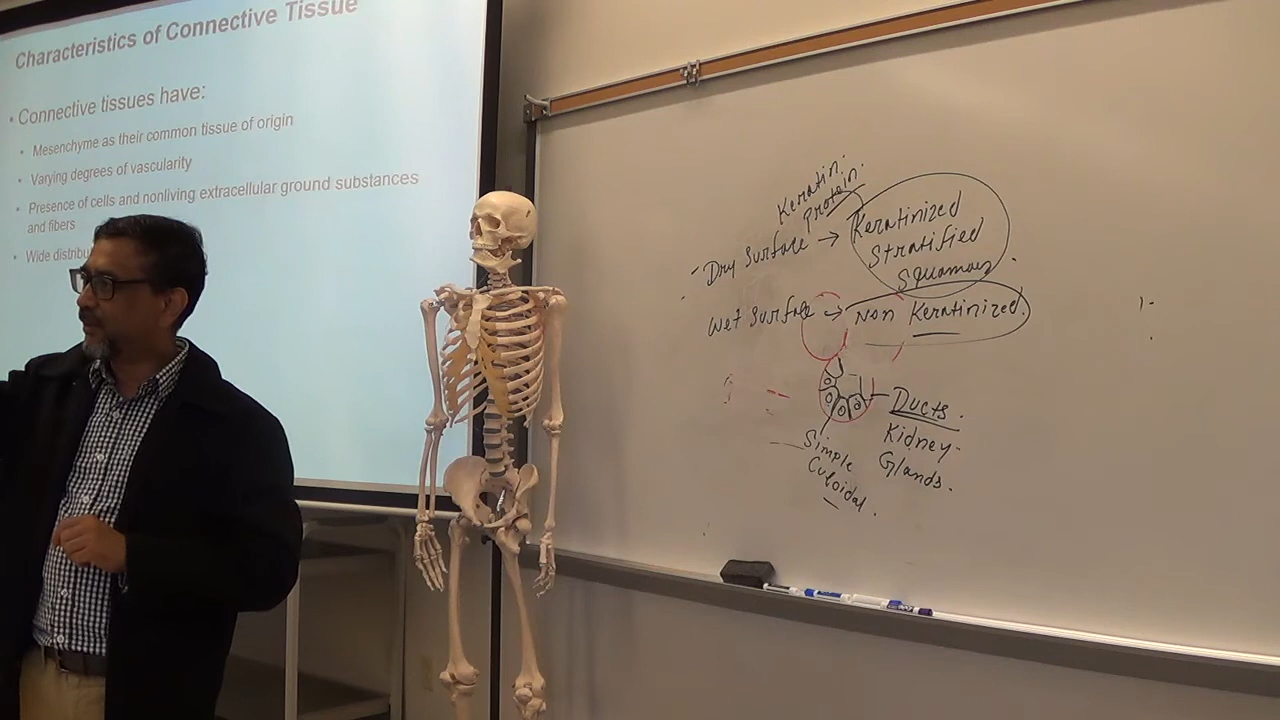 Characteristics of Connective Tissue
• Connective tissues have:
• Mesenchyme as their common tissue of origin
• Varying degrees of vascularity
• Presence of cells and nonliving extracellular ground substances
and fibers
• Wide
Keratin
protein
- Dry Surface → Keratinized
Stratified
Squamous.
Wet Surface → Non Keratinized.
Ducts.
Kidney-
Glands.
Simple
Cuboidal.